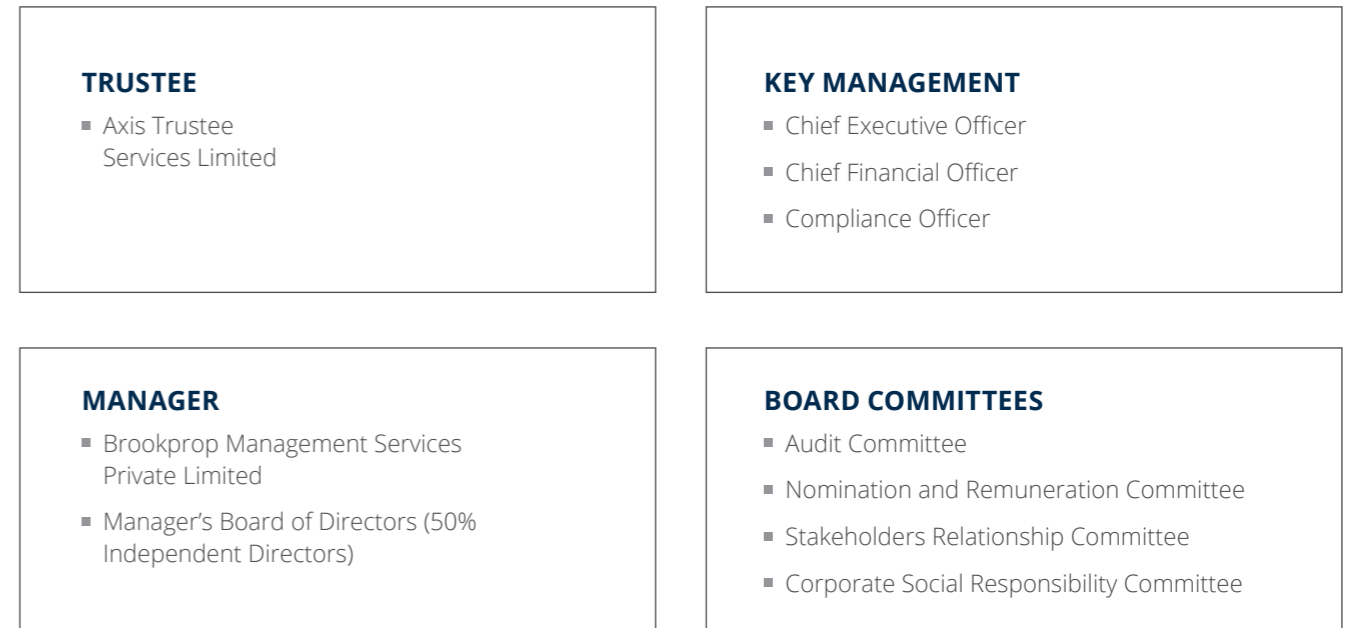 TRUSTEE
Axis Trustee
Services Limited
KEY MANAGEMENT
Chief Executive Officer
Chief Financial Officer
Compliance Officer
MANAGER
Brookprop Management Services
Private Limited
Manager’s Board of Directors (50%
Independent Directors)
BOARD COMMITTEES
Audit Committee
Nomination and Remuneration Committee
Stakeholders Relationship Committee
Corporate Social Responsibility Committee